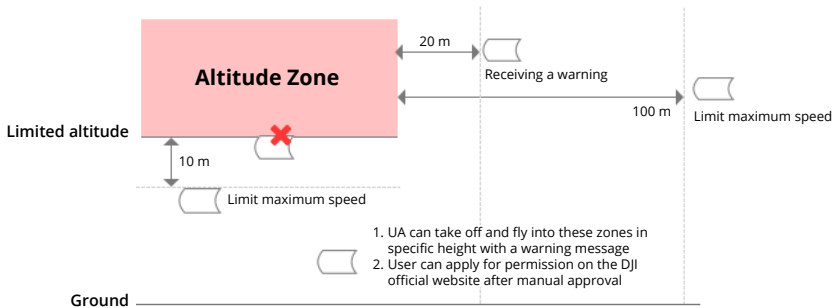 20 m
Altitude Zone
Receiving a warning
100 m
Limit maximum speed
Limited altitude
10 m
Limit maximum speed
1. UA can take off and fly into these zones in
specific height with a warning message
2. User can apply for permission on the DJI
official website after manual approval
Ground